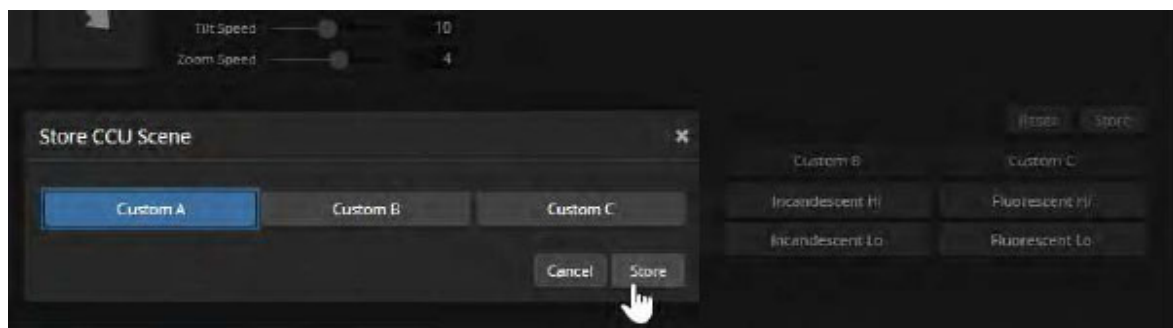 Tilt Speed 10
Zoom Speed 4
Store CCU Scene ×
Reset Store
Custom B Custom C
Custom A Custom B Custom C
Incandescent Hi Fluorescent Hi
Incandescent Lo Fluorescent Lo
Cancel Store